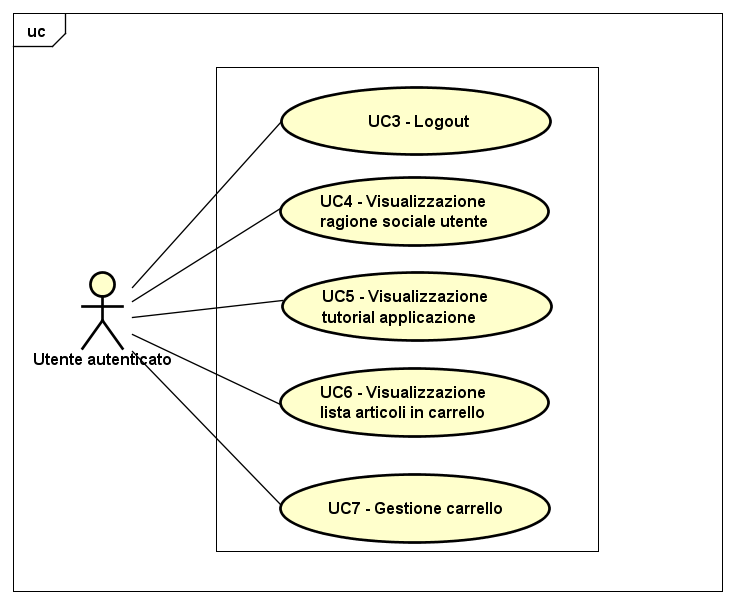 uc
UC3 - Logout
UC4 - Visualizzazione
ragione sociale utente
UC5 - Visualizzazione
tutorial applicazione
Utente autenticato
UC6 - Visualizzazione
lista articoli in carrello
UC7 - Gestione carrello